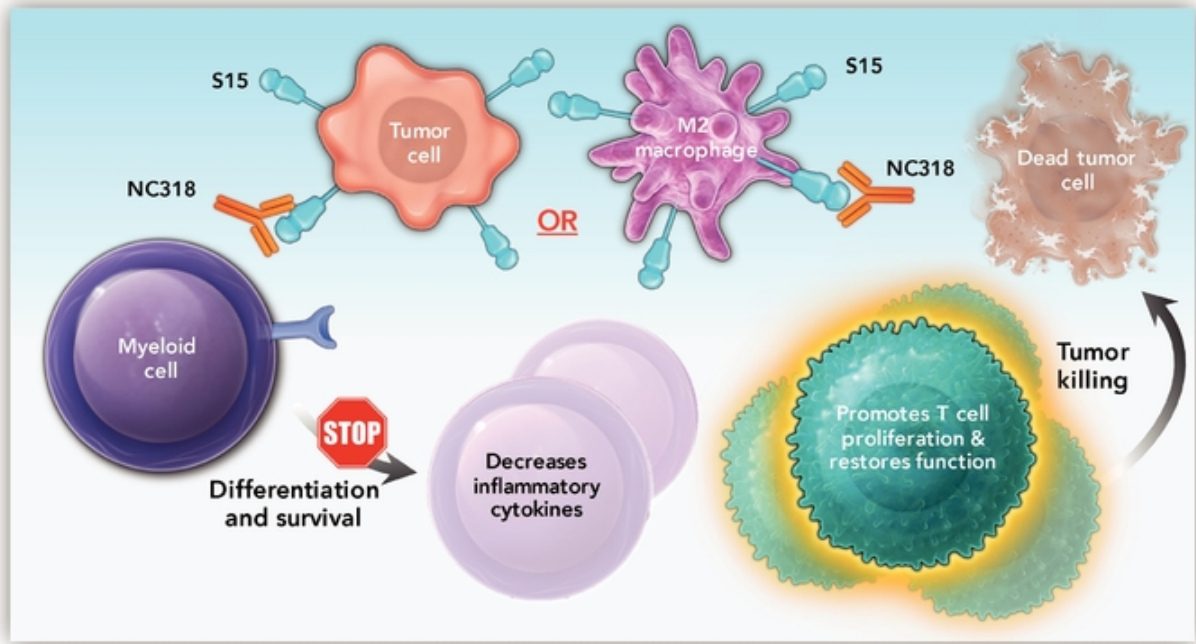 S15
Tumor
cell
NC318
OR
M2
macrophage
S15
NC318
Dead tumor
cell
Myeloid
cell
STOP
Differentiation
and survival
Decreases
inflammatory
cytokines
Promotes T cell
proliferation &
restores function
Tumor
killing